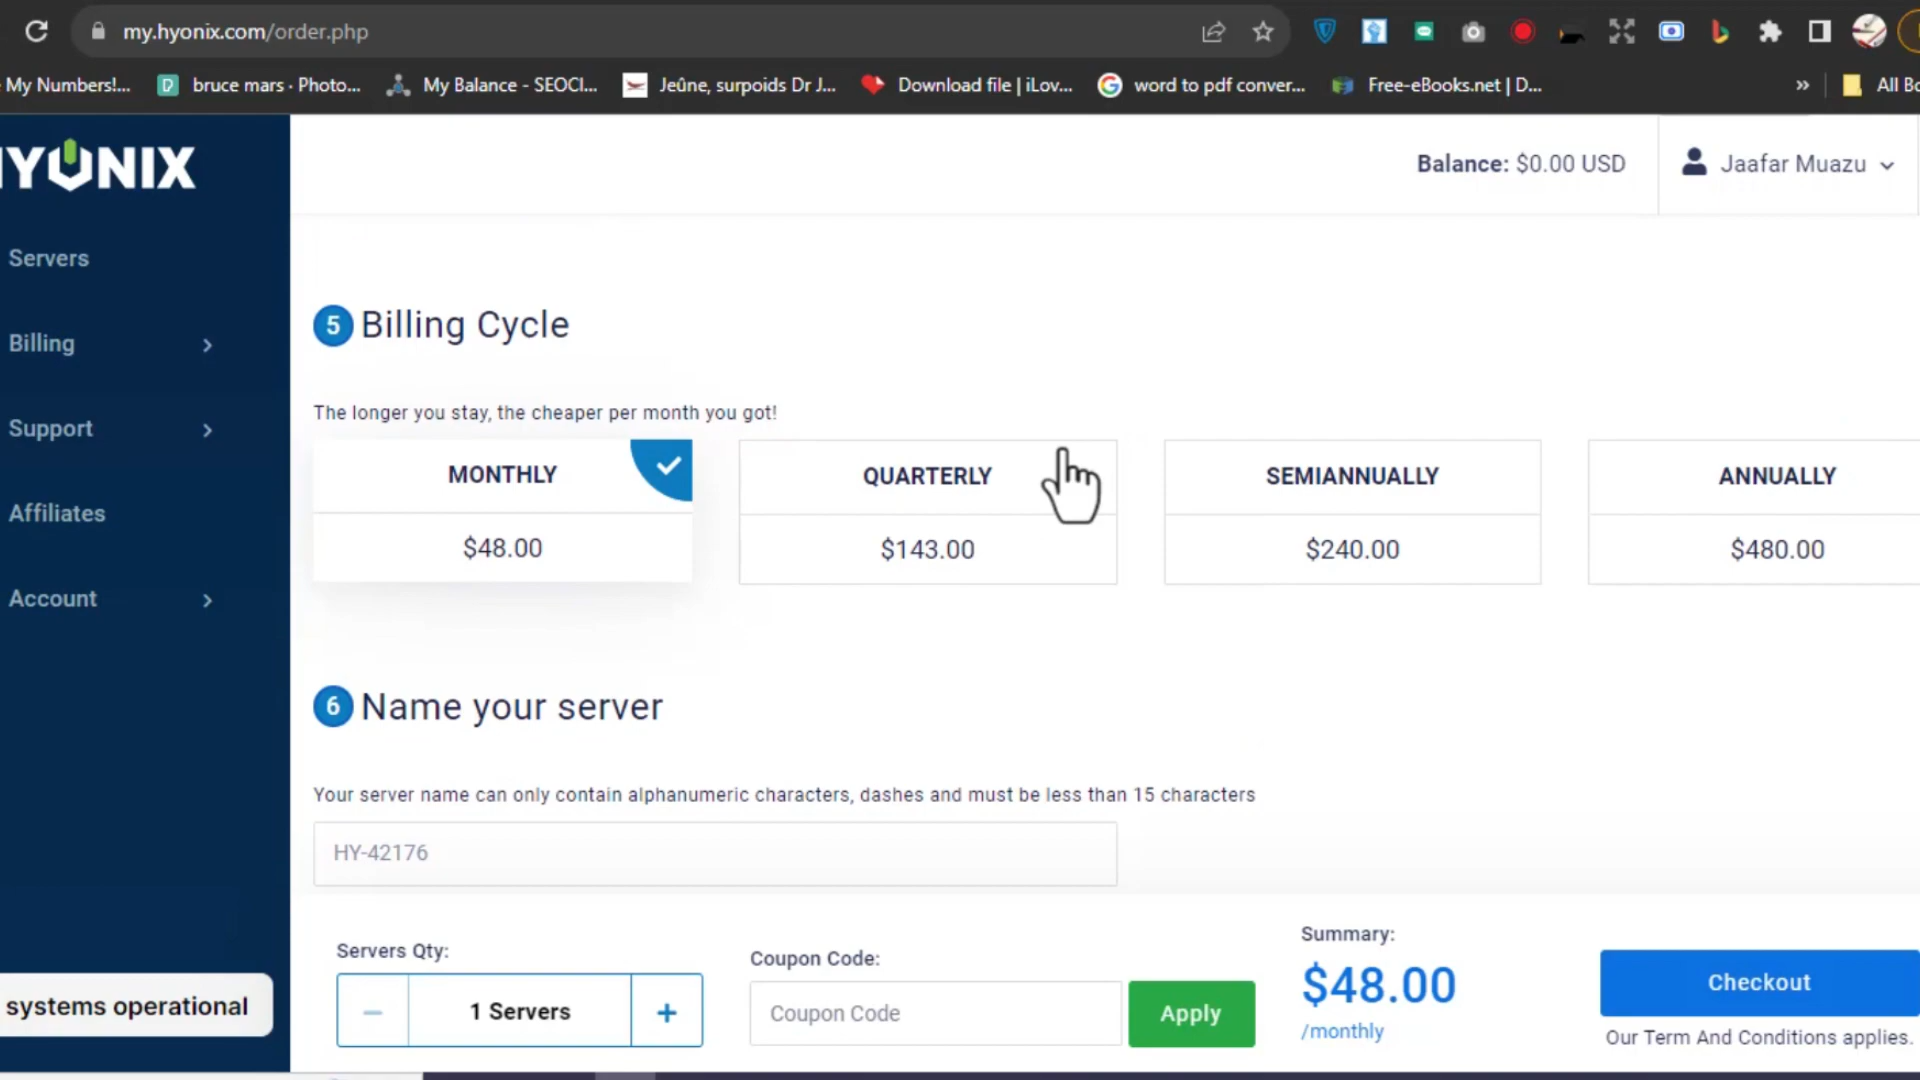 my.hyonix.com/order.php
My Numbers!...
bruce mars · Photo...
My Balance - SEOCl...
Jeûne, surpoids Dr J...
Download file | iLov...
word to pdf conver...
Free-eBooks.net | D...
»
All Bo
HYONIX
Balance: $0.00 USD
Jaafar Muazu
Servers
Billing
Support
Affiliates
Account
systems operational
5 Billing Cycle
The longer you stay, the cheaper per month you got!
MONTHLY
$48.00
QUARTERLY
$143.00
SEMIANNUALLY
$240.00
ANNUALLY
$480.00
6 Name your server
Your server name can only contain alphanumeric characters, dashes and must be less than 15 characters
HY-42176
Servers Qty:
− 1 Servers +
Coupon Code:
Coupon Code
Apply
Summary:
$48.00
/monthly
Checkout
Our Term And Conditions applies.